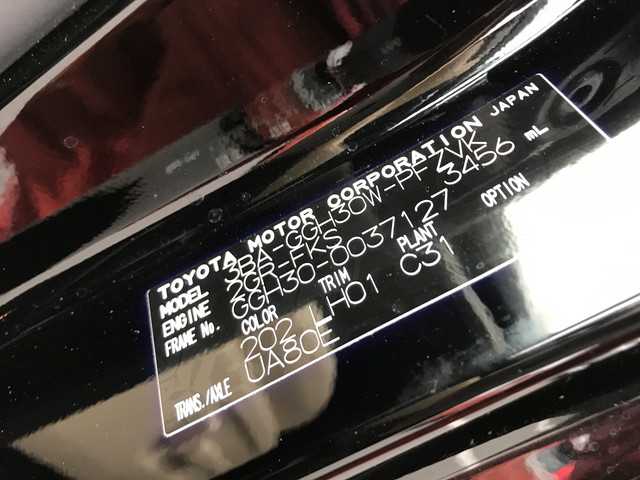 TOYOTA MOTOR CORPORATION JAPAN
MODEL 3BA-GGH30W-PFZVK
ENGINE 2GR-FKS 3456 mL
FRAME No. GGH30-0037127
COLOR TRIM PLANT OPTION
202 LH01 C31
TRANS./AXLE UA80E